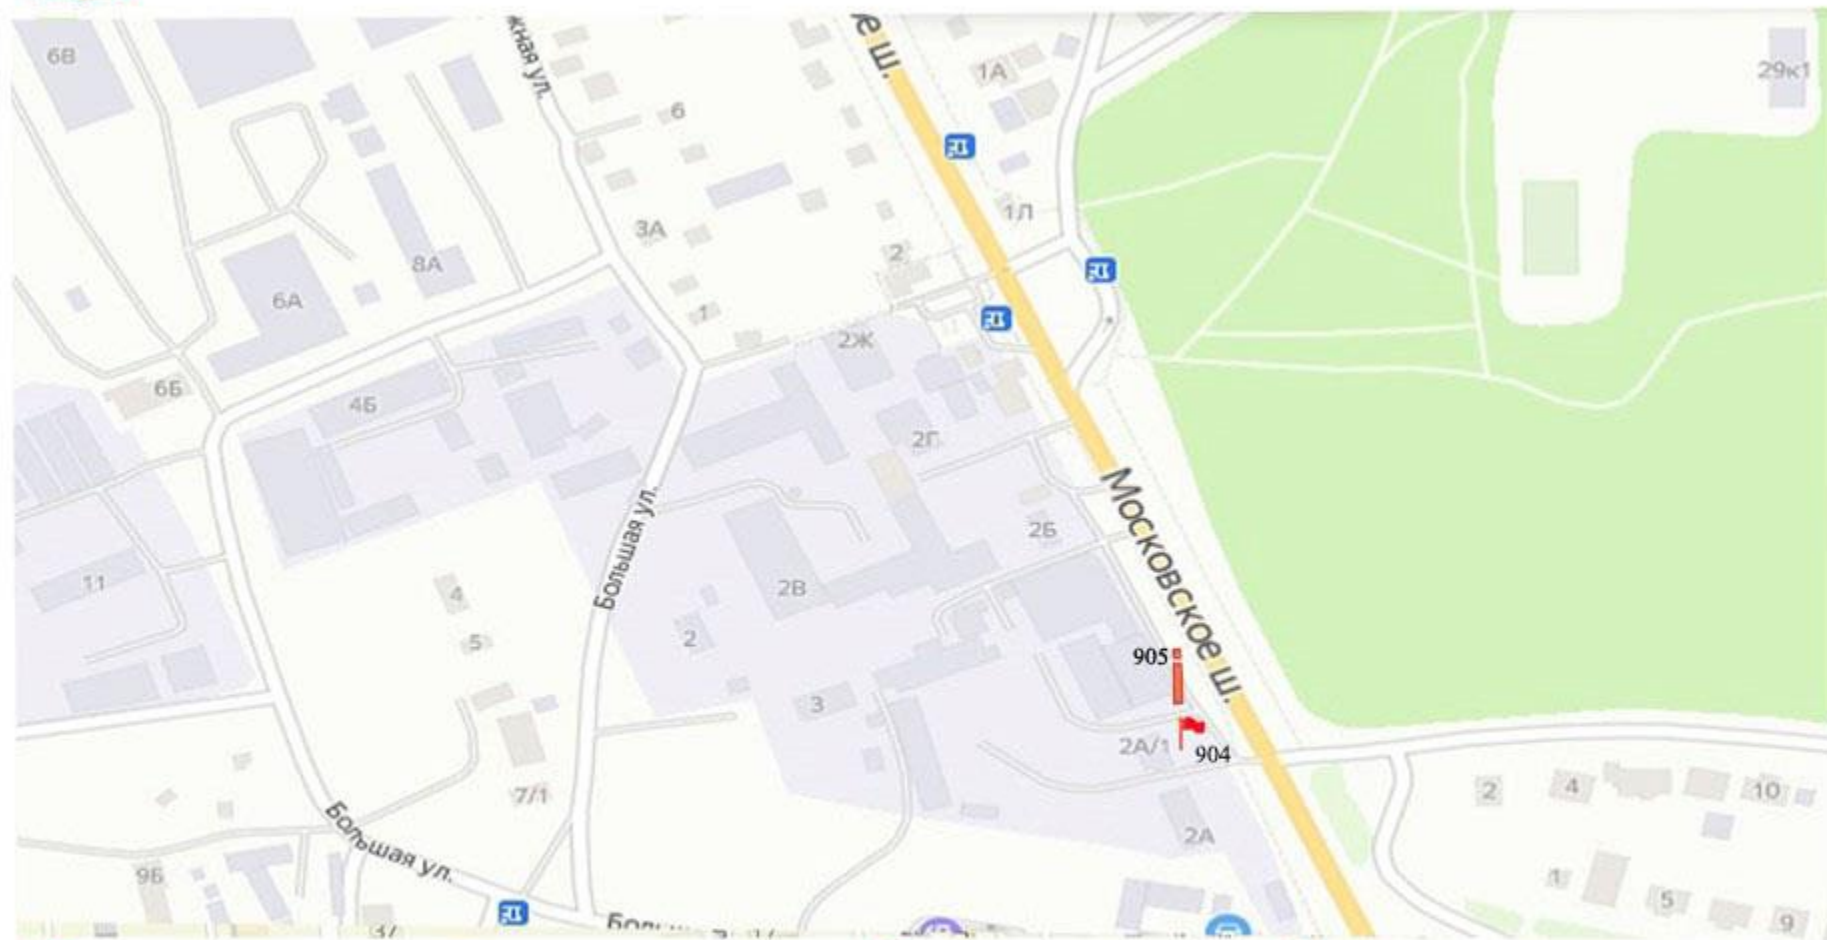 6В
29к1
1А
6
1Л
3А
2
8А
6А
1
2Ж
6Б
4Б
2Г
Московское ш.
2Б
Большая ул.
11
2В
4
2
5
905
3
904
2А/1
7/1
2
4
10
Большая ул.
2А
9Б
1
5
9